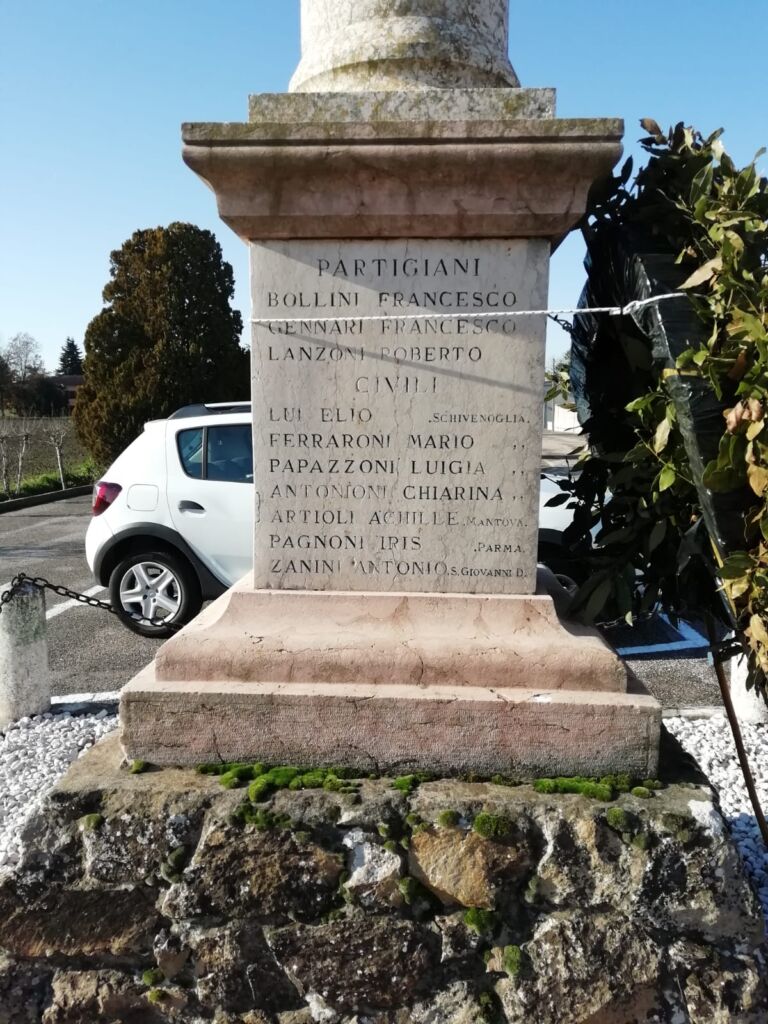 PARTIGIANI
BOLLINI FRANCESCO
GENNARI FRANCESCO
LANZONI ROBERTO
CIVILI
LUI ELIO .SCHIVENOGLIA.
FERRARONI MARIO ,,
PAPAZZONI LUIGIA ,,
ANTONIONI CHIARINA ,,
ARTIOLI ACHILLE .MANTOVA.
PAGNONI IRIS .PARMA.
ZANINI ANTONIO S.GIOVANNI D.